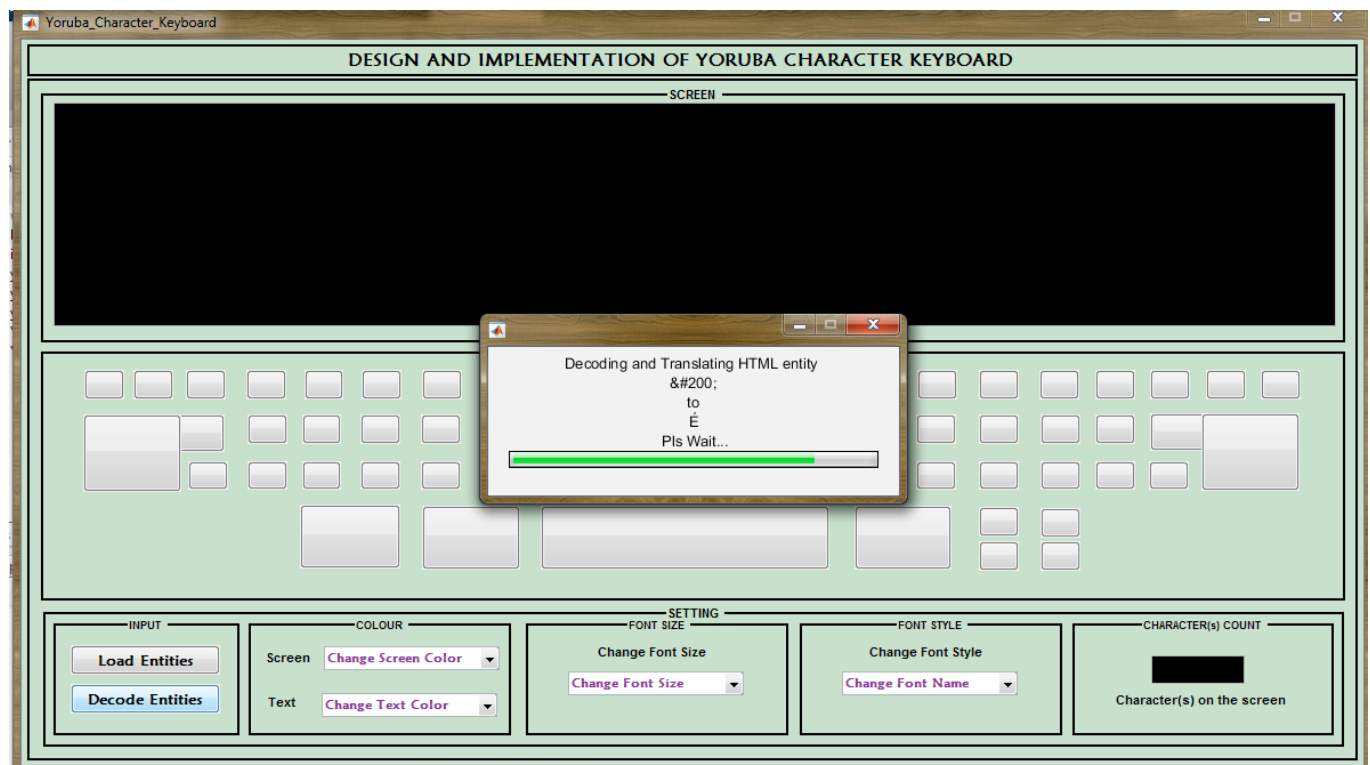 Yoruba_Character_Keyboard
DESIGN AND IMPLEMENTATION OF YORUBA CHARACTER KEYBOARD
SCREEN
Decoding and Translating HTML entity
&#200;
to
É
Pls Wait...
SETTING
INPUT
Load Entities
Decode Entities
COLOUR
Screen
Change Screen Color
Text
Change Text Color
FONT SIZE
Change Font Size
Change Font Size
FONT STYLE
Change Font Style
Change Font Name
CHARACTER(s) COUNT
Character(s) on the screen